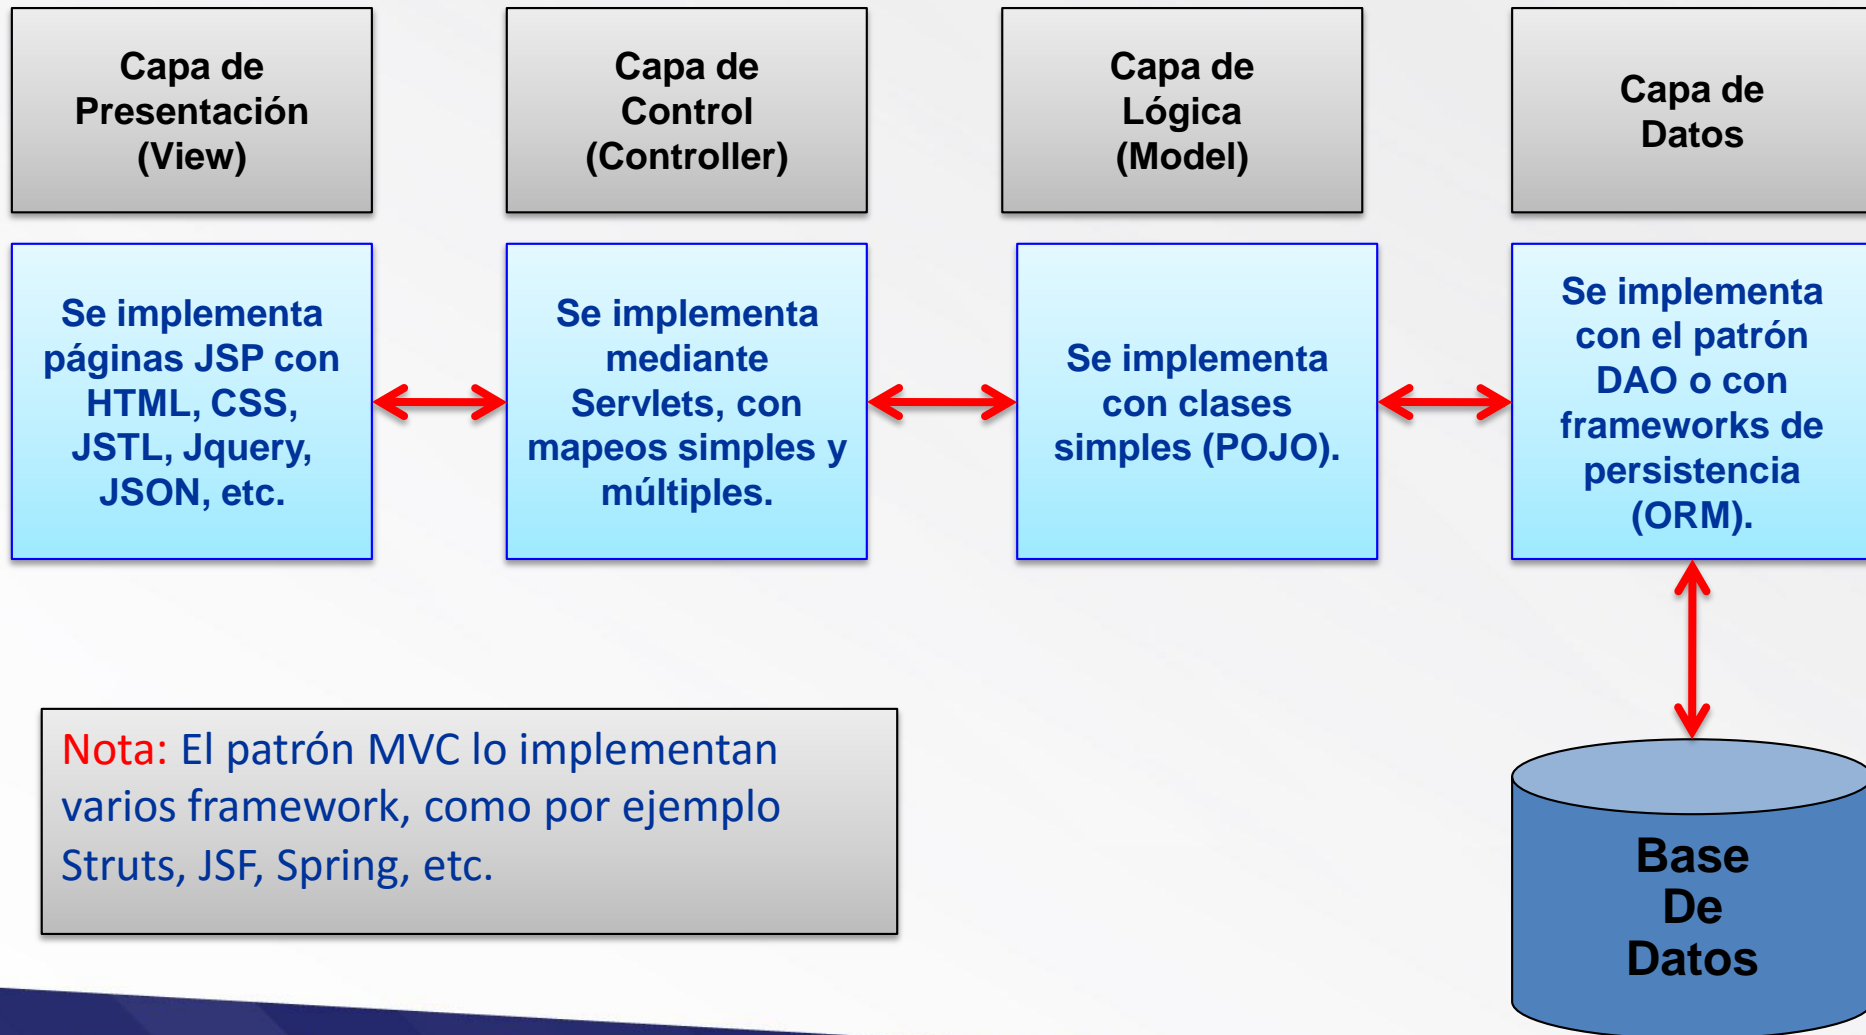 Capa de
Presentación
(View)
Capa de
Control
(Controller)
Capa de
Lógica
(Model)
Capa de
Datos
Se implementa
páginas JSP con
HTML, CSS,
JSTL, Jquery,
JSON, etc.
Se implementa
mediante
Servlets, con
mapeos simples y
múltiples.
Se implementa
con clases
simples (POJO).
Se implementa
con el patrón
DAO o con
frameworks de
persistencia
(ORM).
Nota: El patrón MVC lo implementan
varios framework, como por ejemplo
Struts, JSF, Spring, etc.
Base
De
Datos